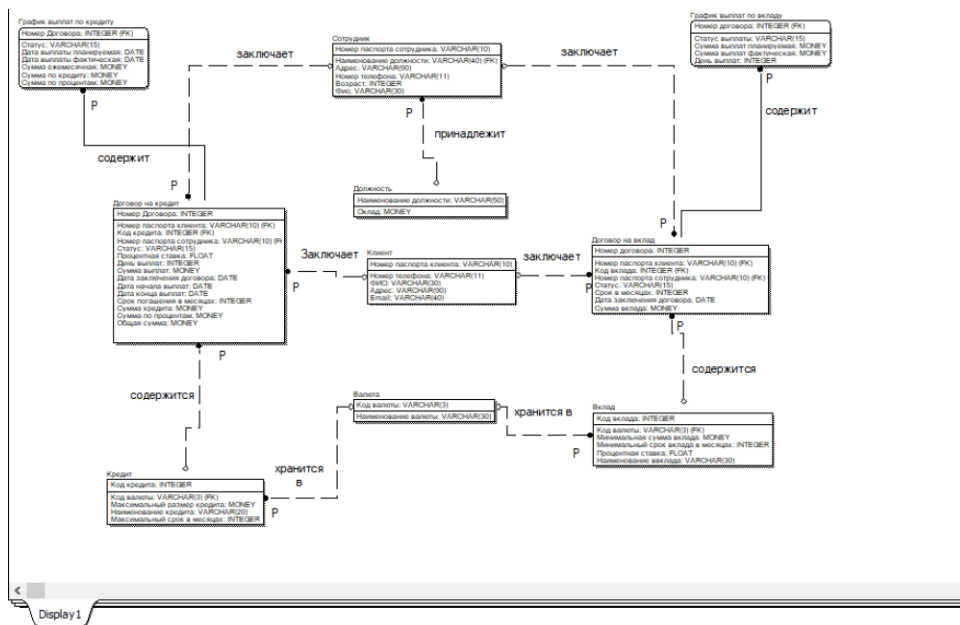 График выплат по кредиту
Номер Договора: INTEGER (FK)
Статус: VARCHAR(15)
Дата выплаты планируемая: DATE
Дата выплаты фактическая: DATE
Сумма ежемесячная: MONEY
Сумма по кредиту: MONEY
Сумма по процентам: MONEY
P
содержит
заключает
P
Сотрудник
Номер паспорта сотрудника: VARCHAR(10)
Наименование должности: VARCHAR(40) (FK)
Адрес: VARCHAR(90)
Номер телефона: VARCHAR(11)
Возраст: INTEGER
Фио: VARCHAR(30)
P
принадлежит
заключает
P
График выплат по вкладу
Номер договора: INTEGER (FK)
Статус выплаты: VARCHAR(15)
Сумма выплат планируемая: MONEY
Сумма выплат фактическая: MONEY
День выплат: INTEGER
P
содержит
Должность
Наименование должности: VARCHAR(50)
Оклад: MONEY
Договор на кредит
Номер Договора: INTEGER
Номер паспорта клиента: VARCHAR(10) (FK)
Код кредита: INTEGER (FK)
Номер паспорта сотрудника: VARCHAR(10) (F
Статус: VARCHAR(15)
Процентная ставка: FLOAT
День выплат: INTEGER
Сумма выплат: MONEY
Дата заключения договора: DATE
Дата начала выплат: DATE
Дата конца выплат: DATE
Срок погашения в месяцах: INTEGER
Сумма кредита: MONEY
Сумма по процентам: MONEY
Общая сумма: MONEY
P
Заключает
P
Клиент
Номер паспорта клиента: VARCHAR(10)
Номер телефона: VARCHAR(11)
ФИО: VARCHAR(30)
Адрес: VARCHAR(90)
Email: VARCHAR(40)
заключает
P
Договор на вклад
Номер договора: INTEGER
Номер паспорта клиента: VARCHAR(10) (FK)
Код вклада: INTEGER (FK)
Номер паспорта сотрудника: VARCHAR(10) (FK)
Статус: VARCHAR(15)
Срок в месяцах: INTEGER
Дата заключения договора: DATE
Сумма вклада: MONEY
P
содержится
содержится
Валюта
Код валюты: VARCHAR(3)
Наименование валюты: VARCHAR(30)
хранится в
P
Вклад
Код вклада: INTEGER
Код валюты: VARCHAR(3) (FK)
Минимальная сумма вклада: MONEY
Минимальный срок вклада в месяцах: INTEGER
Процентная ставка: FLOAT
Наименование ввклада: VARCHAR(30)
хранится
в
P
Кредит
Код кредита: INTEGER
Код валюты: VARCHAR(3) (FK)
Максимальный размер кредита: MONEY
Наименование кредита: VARCHAR(20)
Максимальный срок в месяцах: INTEGER
Display1